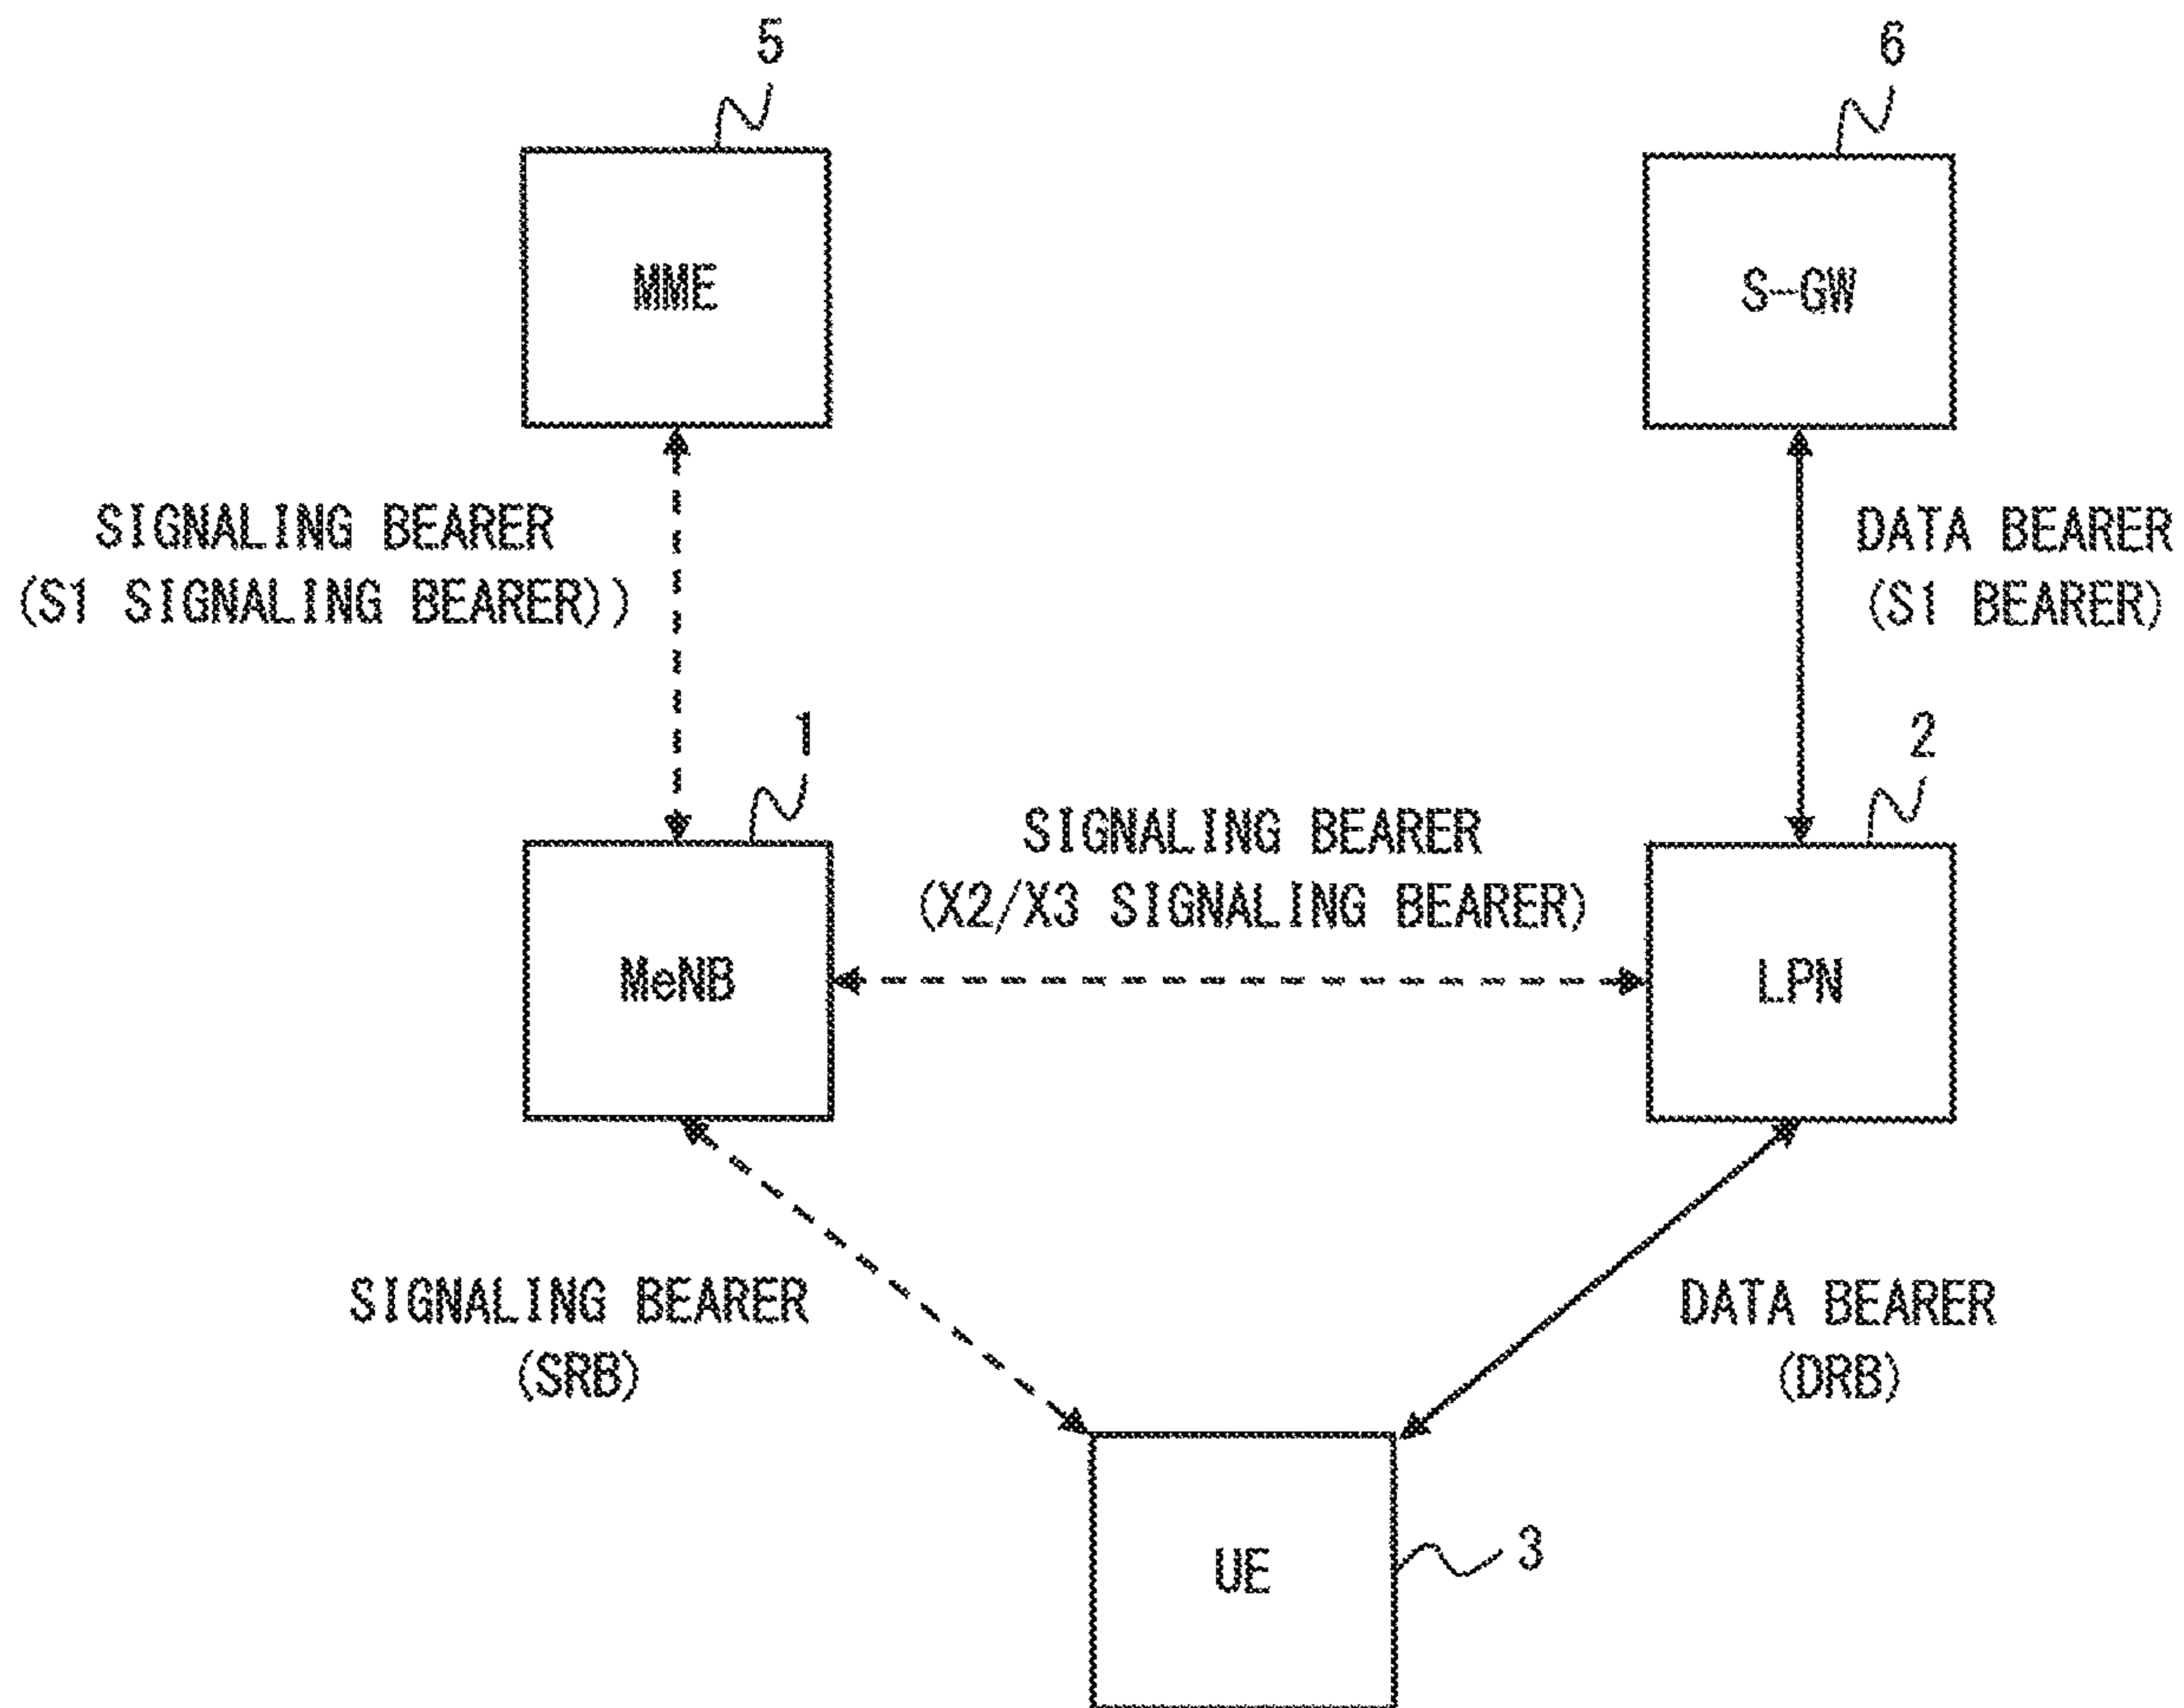 5
6
MME
S-GW
SIGNALING BEARER
(S1 SIGNALING BEARER))
DATA BEARER
(S1 BEARER)
1
2
SIGNALING BEARER
(X2/X3 SIGNALING BEARER)
MeNB
LPN
SIGNALING BEARER
(SRB)
DATA BEARER
(DRB)
UE
3